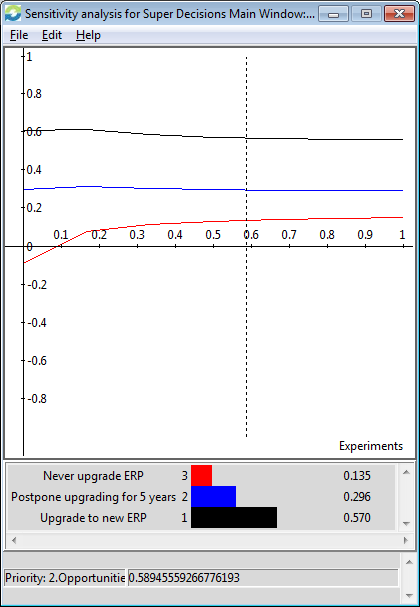 Sensitivity analysis for Super Decisions Main Window:...
File Edit Help
1
0.8
0.6
0.4
0.2
0
0.1 0.2 0.3 0.4 0.5 0.6 0.7 0.8 0.9 1
-0.2
-0.4
-0.6
-0.8
Experiments
Never upgrade ERP 3 0.135
Postpone upgrading for 5 years 2 0.296
Upgrade to new ERP 1 0.570
Priority: 2.Opportunitie 0.58945559266776193